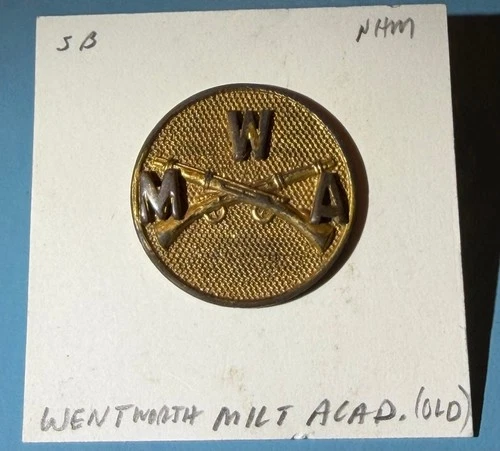 SB NHM
W
M A
WENTWORTH MILT ACAD. (OLD)